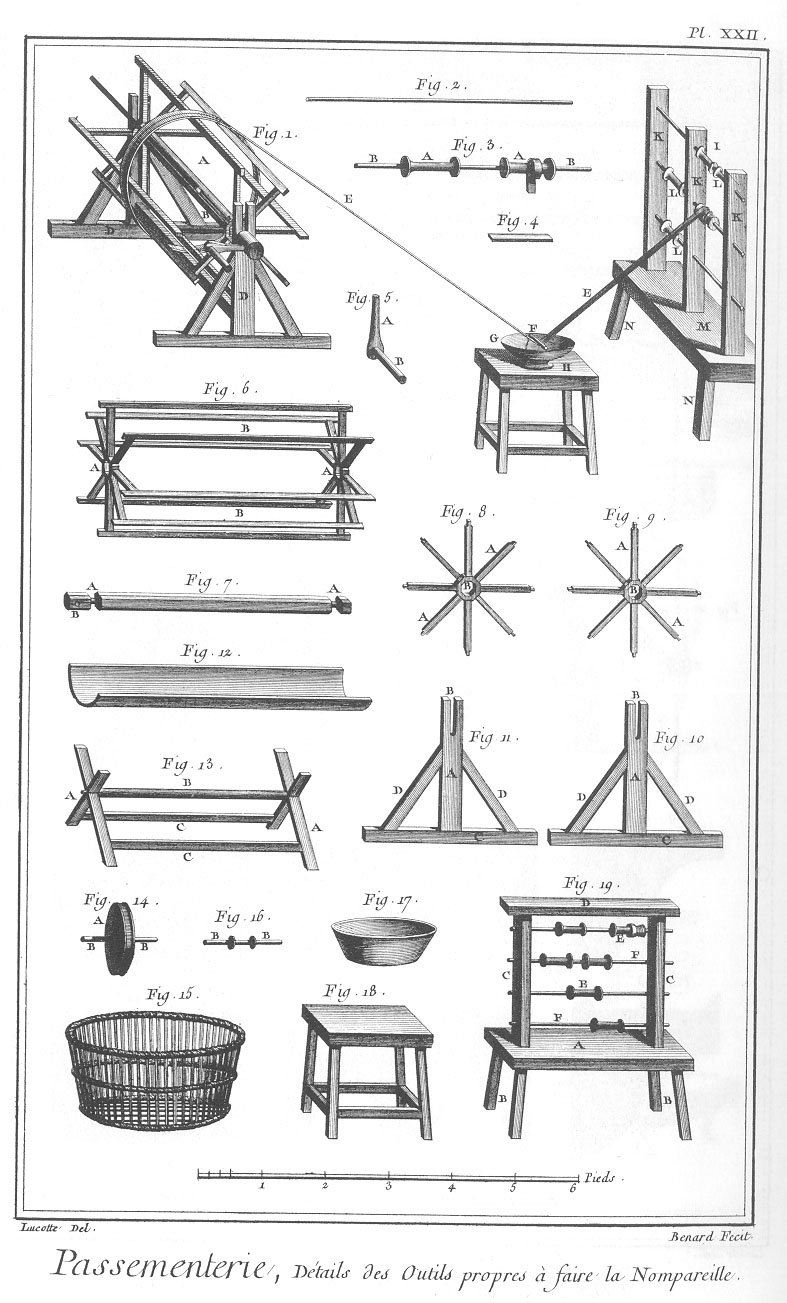 Pl. XXII.
Fig. 1.
A
B
D
D
E
Fig. 2.
Fig. 3.
B A A B
Fig. 4
Fig. 5.
A
B
E
F
G
H
K
K
K
I
L
L
L
M
N
N
Fig. 6.
B
A A
B
Fig. 7.
A A
B
Fig. 8.
A
B
A
Fig. 9.
A
B
A
Fig. 12.
Fig. 13.
B
A
C
A
C
Fig. 11.
B
A
D D
C
Fig. 10
B
A
D D
C
Fig. 14.
A
B B
Fig. 16.
B B
Fig. 17.
Fig. 19.
D
E
F
C C
B
F
A
B B
Fig. 15.
Fig. 18.
1 2 3 4 5 6 Pieds.
Lucotte Del.
Benard Fecit
Passementerie, Détails des Outils propres à faire la Nompareille.